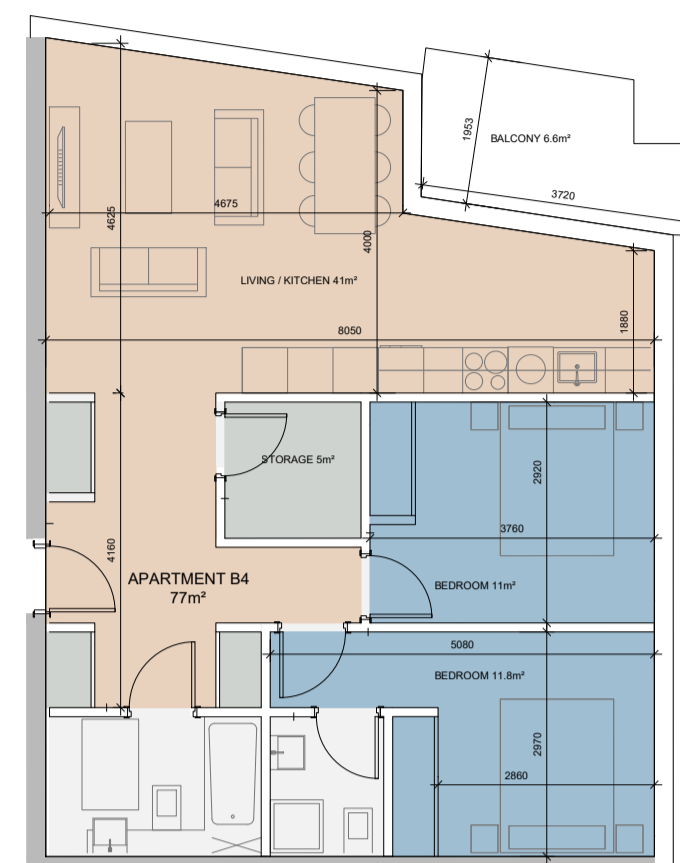 1953
BALCONY 6.6m²
3720
4675
4625
4000
LIVING / KITCHEN 41m²
1880
8050
STORAGE 5m²
2920
3760
4160
APARTMENT B4
77m²
BEDROOM 11m²
5080
BEDROOM 11.8m²
2970
2860